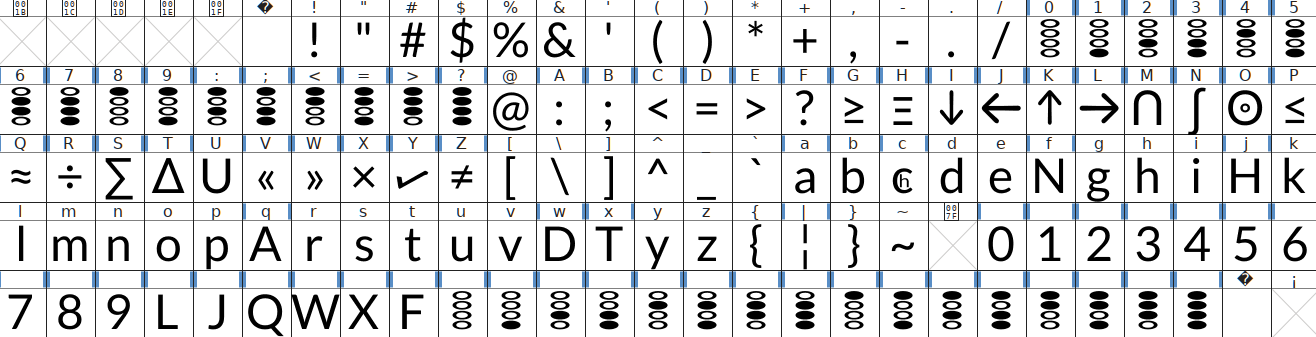 001B 001C 001D 001E 001F � ! " # $ % & ' ( ) * + , - . / 0 1 2 3 4 5
! " # $ % & ' ( ) * + , - . /
6 7 8 9 : ; < = > ? @ A B C D E F G H I J K L M N O P
@ : ; < = > ? ≥ Ξ ↓ ← ↑ → ∩ ∫ ⊙ ≤
Q R S T U V W X Y Z [ \ ] ^ _ ` a b c d e f g h i j k
≈ ÷ ∑ ∆ U « » × ✓ ≠ [ \ ] ^ _ ` a b c h d e N g h i H k
l m n o p q r s t u v w x y z { | } ~ 007F
l m n o p A r s t u v D T y z { ¦ } ~ 0 1 2 3 4 5 6
� ¡
7 8 9 L J Q W X F